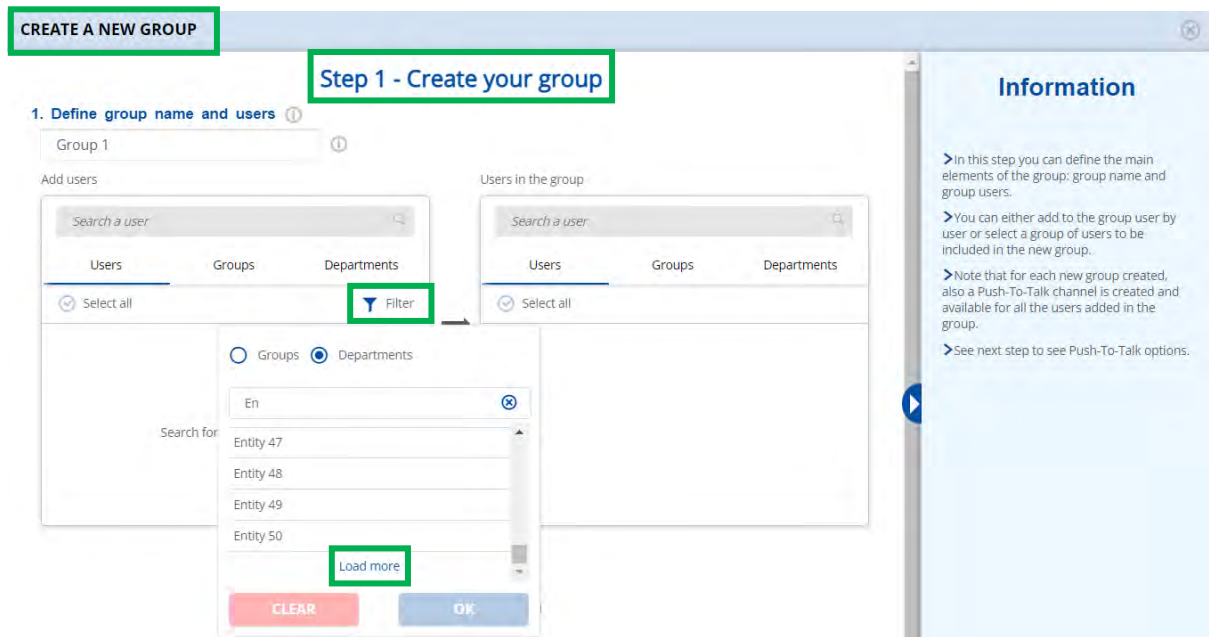 CREATE A NEW GROUP
Step 1 - Create your group
1. Define group name and users
Group 1
Add users
Users in the group
Search a user
Search a user
Users Groups Departments
Users Groups Departments
Select all
Filter
Select all
Groups Departments
En
Search for
Entity 47
Entity 48
Entity 49
Entity 50
Load more
CLEAR OK
Information
In this step you can define the main
elements of the group: group name and
group users.
You can either add to the group user by
user or select a group of users to be
included in the new group.
Note that for each new group created,
also a Push-To-Talk channel is created and
available for all the users added in the
group.
See next step to see Push-To-Talk options.